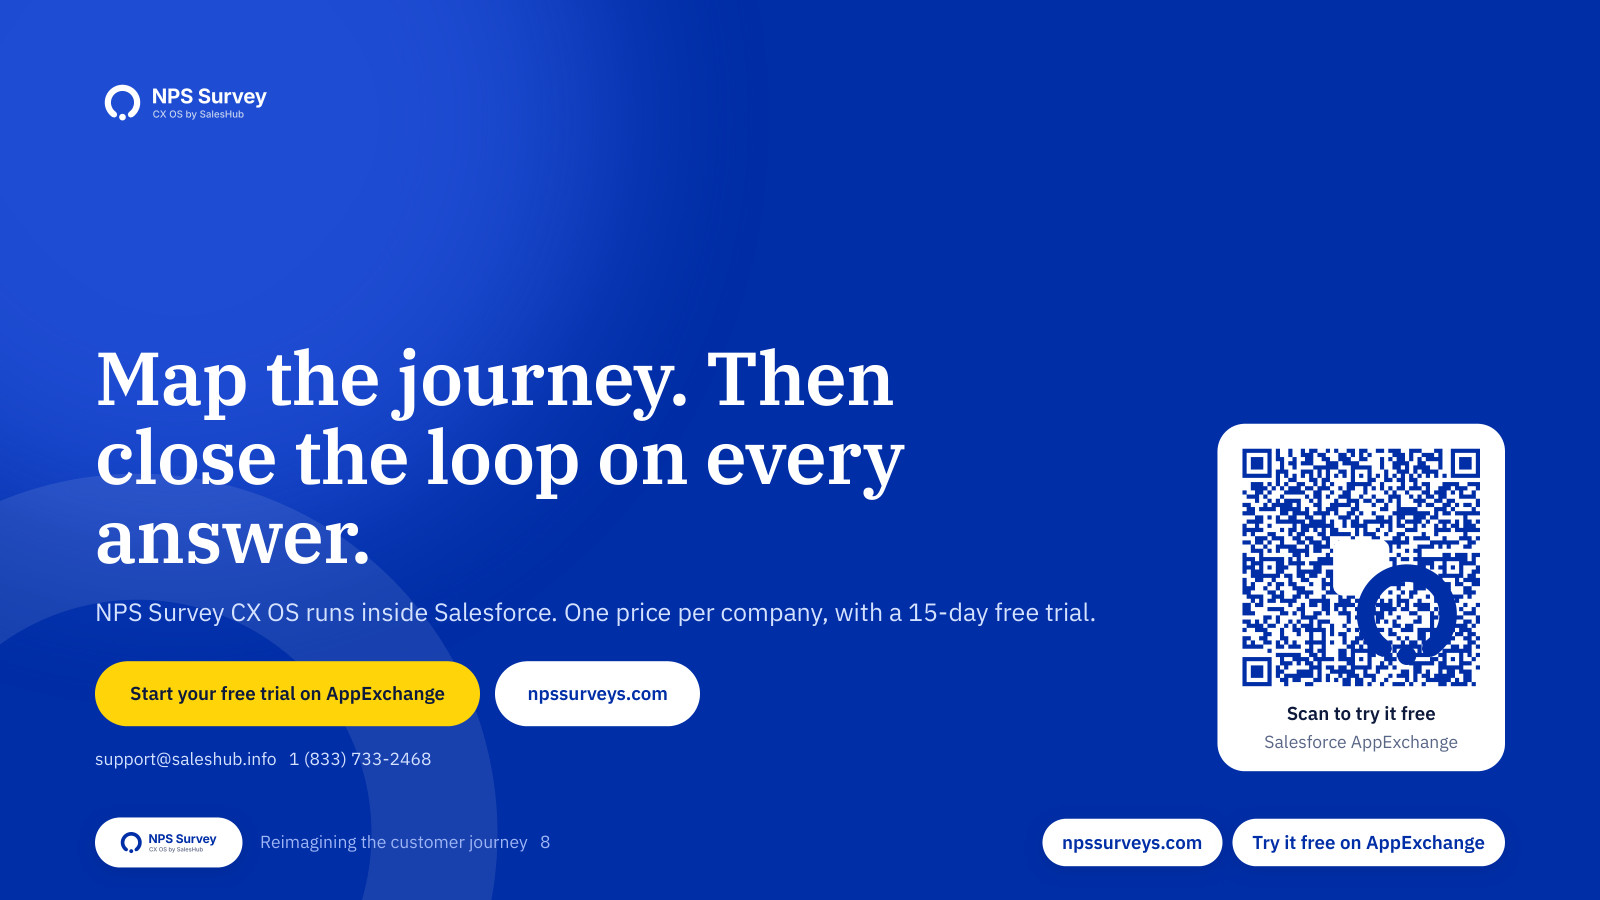 NPS Survey
CX OS by SalesHub
Map the journey. Then
close the loop on every
answer.
NPS Survey CX OS runs inside Salesforce. One price per company, with a 15-day free trial.
Start your free trial on AppExchange
npssurveys.com
support@saleshub.info 1 (833) 733-2468
Scan to try it free
Salesforce AppExchange
NPS Survey
CX OS by SalesHub
Reimagining the customer journey 8
npssurveys.com
Try it free on AppExchange